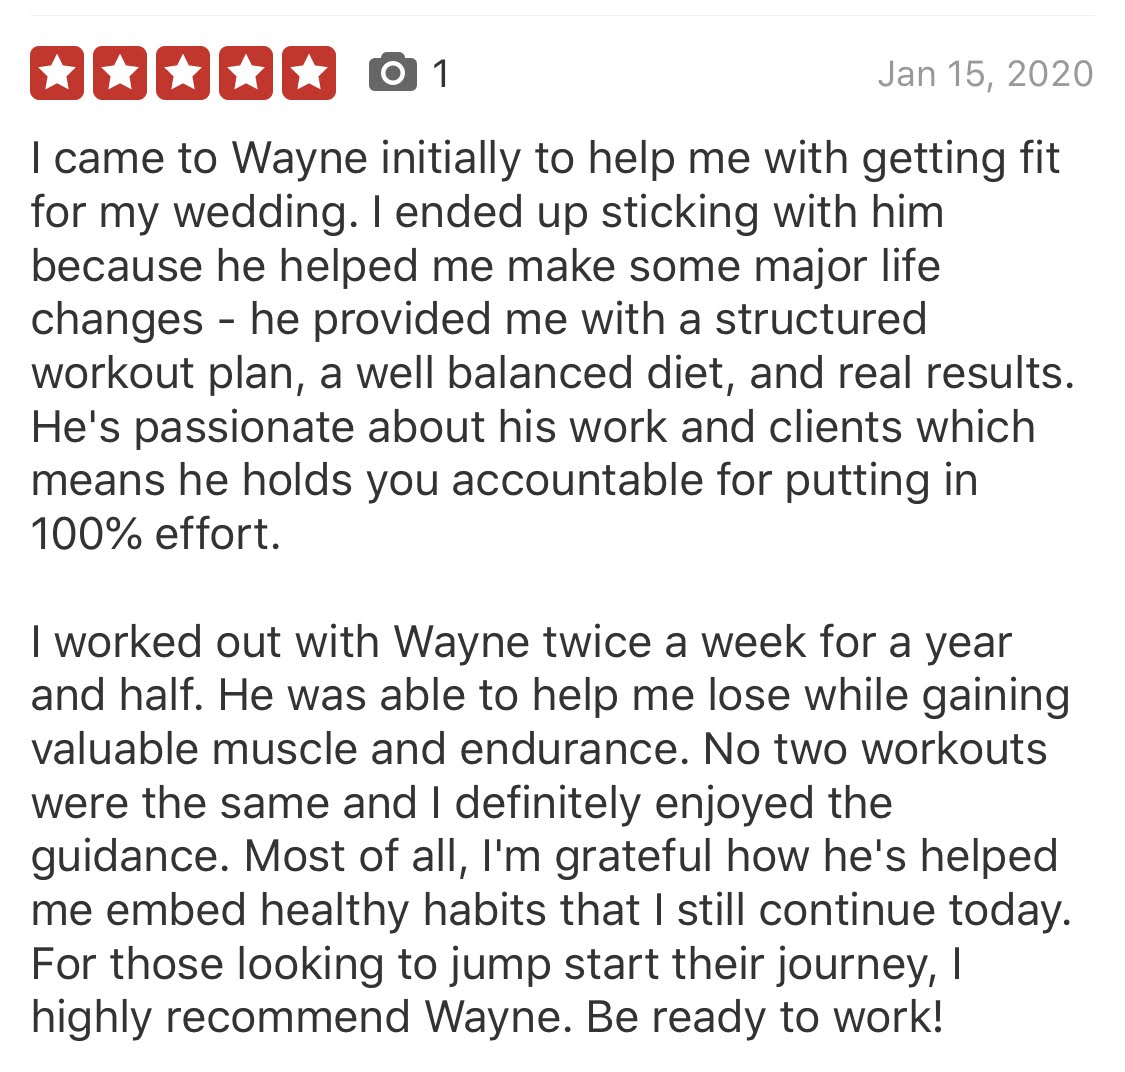 1
Jan 15, 2020
I came to Wayne initially to help me with getting fit
for my wedding. I ended up sticking with him
because he helped me make some major life
changes - he provided me with a structured
workout plan, a well balanced diet, and real results.
He's passionate about his work and clients which
means he holds you accountable for putting in
100% effort.
I worked out with Wayne twice a week for a year
and half. He was able to help me lose while gaining
valuable muscle and endurance. No two workouts
were the same and I definitely enjoyed the
guidance. Most of all, I'm grateful how he's helped
me embed healthy habits that I still continue today.
For those looking to jump start their journey, I
highly recommend Wayne. Be ready to work!